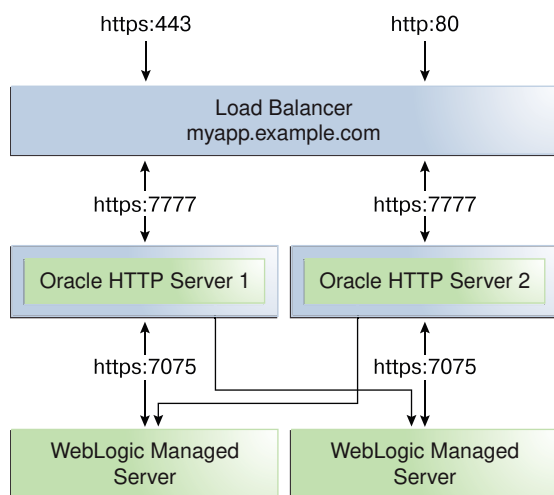 https:443
http:80
Load Balancer
myapp.example.com
https:7777
https:7777
Oracle HTTP Server 1
Oracle HTTP Server 2
https:7075
https:7075
WebLogic Managed
Server
WebLogic Managed
Server